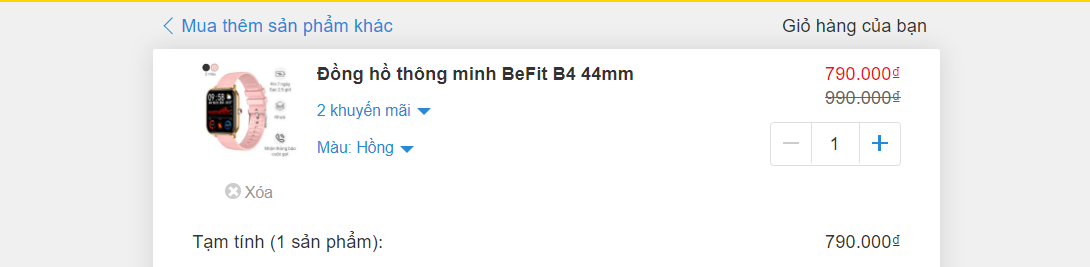 Mua thêm sản phẩm khác
Giỏ hàng của bạn
Đồng hồ thông minh BeFit B4 44mm
790.000₫
990.000₫
2 khuyến mãi
Màu: Hồng
1
Xóa
Tạm tính (1 sản phẩm):
790.000₫